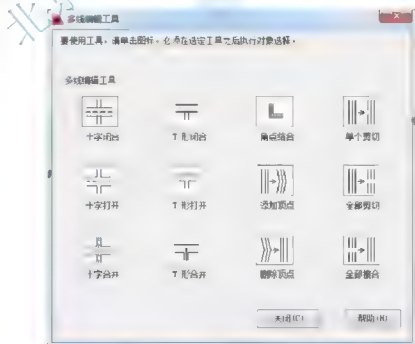 多线编辑工具
要使用工具，请单击图标。必须在选定工具之后执行对象选择。
多线编辑工具
十字闭合 T 形闭合 角点结合 单个剪切
十字打开 T 形打开 添加顶点 全部剪切
十字合并 T 形合并 删除顶点 全部接合
关闭(C) 帮助(H)